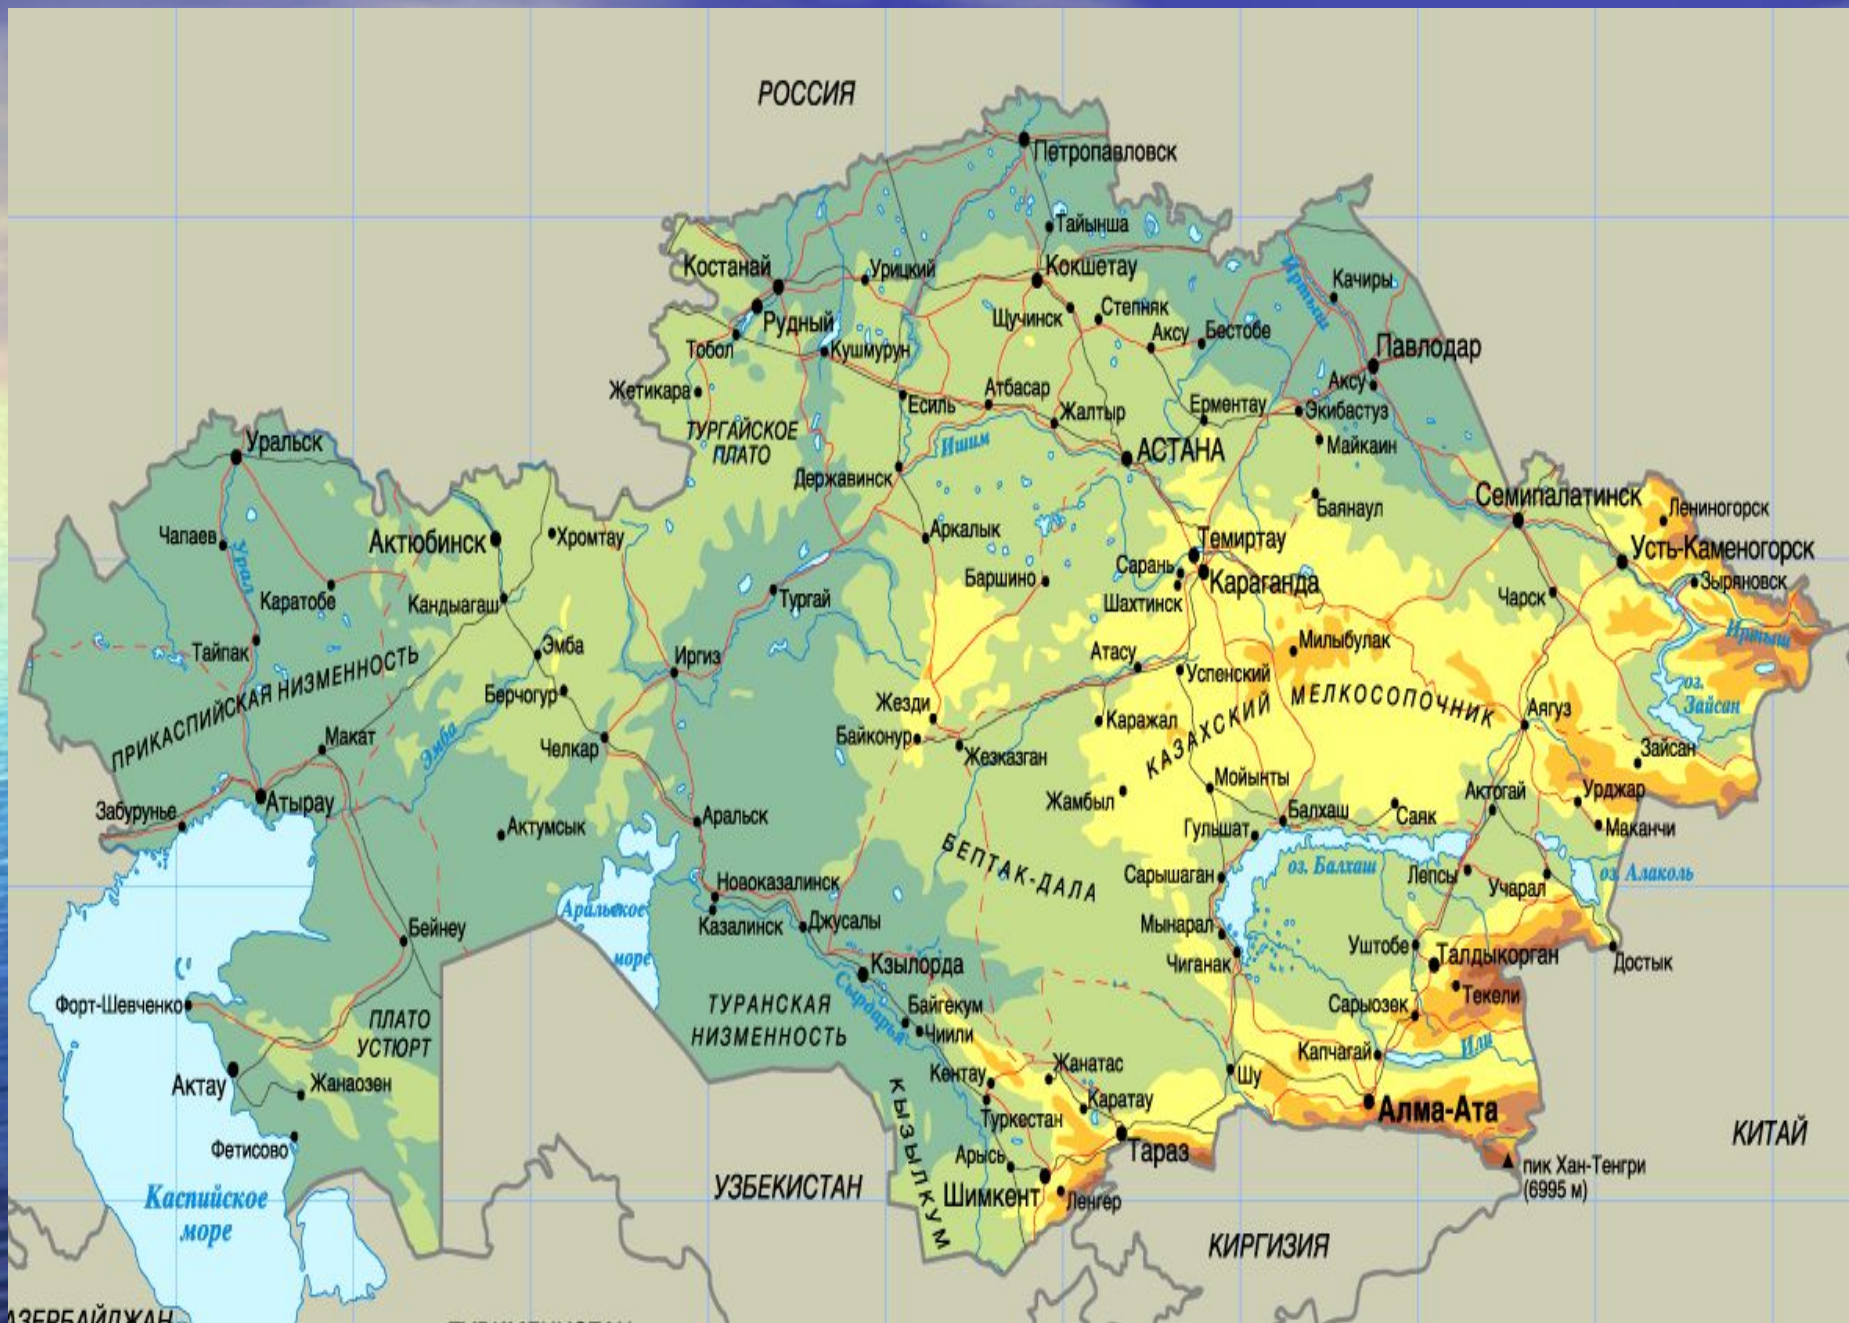 РОССИЯ
Петропавловск
Тайынша
Костанай
Урицкий
Кокшетау
Качиры
Иртыш
Рудный
Щучинск
Степняк
Аксу
Бестобе
Тобол
Кушмурун
Павлодар
Аксу
Жетикара
Есиль
Атбасар
Жалтыр
Ерментау
Экибастуз
ТУРГАЙСКОЕ
ПЛАТО
Ишим
АСТАНА
Майкаин
Уральск
Державинск
Семипалатинск
Лениногорск
Баянаул
Чапаев
Урал
Актюбинск
Хромтау
Аркалык
Темиртау
Усть-Каменогорск
Сарань
Караганда
Баршино
Шахтинск
Зыряновск
Чарск
Каратобе
Кандыагаш
Тургай
Тайпак
Эмба
Иргиз
Атасу
Милыбулак
Успенский
Иртыш
ПРИКАСПИЙСКАЯ НИЗМЕННОСТЬ
Берчогур
Жезди
Каражал
КАЗАХСКИЙ МЕЛКОСОПОЧНИК
Аягуз
оз.
Зайсан
Макат
Эмба
Челкар
Байконур
Жезказган
Зайсан
Мойынты
Жамбыл
Балхаш
Саяк
Актогай
Урджар
Забурунье
Атырау
Актумсык
Аральск
Гульшат
Маканчи
БЕПТАК-ДАЛА
Сарышаган
оз. Балхаш
Лепсы
Учарал
оз. Алаколь
Новоказалинск
Казалинск
Джусалы
Аральское
море
Бейнеу
Мынарал
Чиганак
Уштобе
Талдыкорган
Достык
Кзылорда
Сырдарья
Форт-Шевченко
ПЛАТО
УСТЮРТ
ТУРАНСКАЯ
НИЗМЕННОСТЬ
Байгекум
Чиили
Сарыозек
Текели
Капчагай
Или
Актау
Жанаозен
Кентау
Жанатас
Шу
Туркестан
Каратау
Алма-Ата
КЫЗЫЛКУМ
Фетисово
Арысь
Тараз
КИТАЙ
пик Хан-Тенгри
(6995 м)
Каспийское
море
УЗБЕКИСТАН
Шимкент
Ленгер
КИРГИЗИЯ
АЗЕРБАЙДЖАН